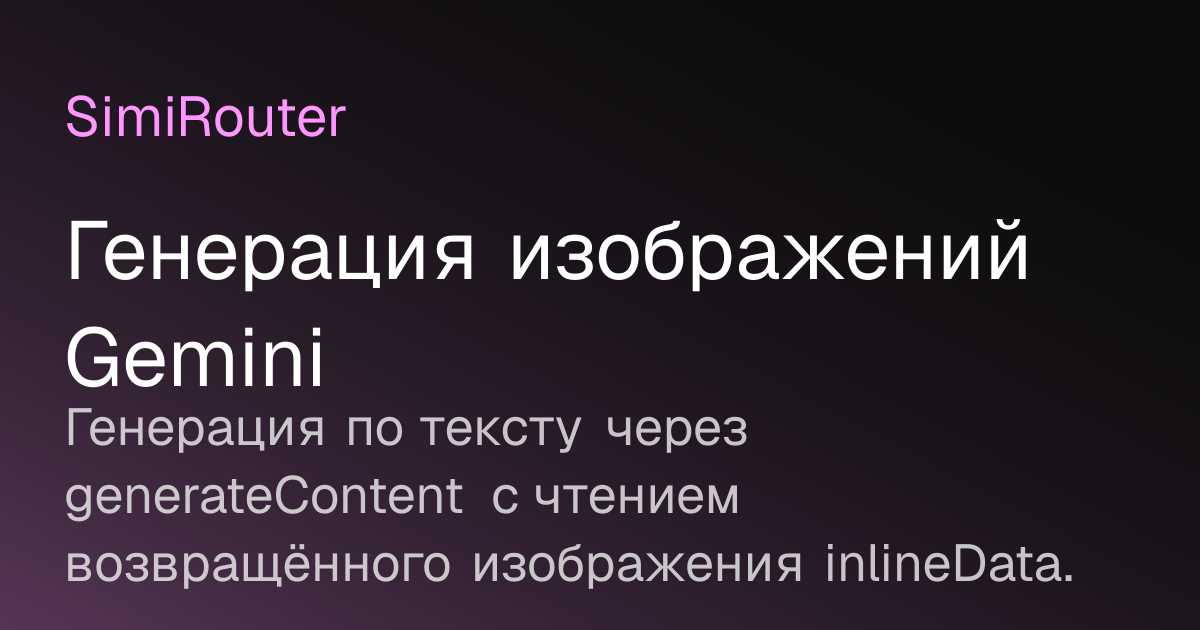 SimiRouter
Генерация изображений
Gemini
Генерация по тексту через
generateContent с чтением
возвращённого изображения inlineData.